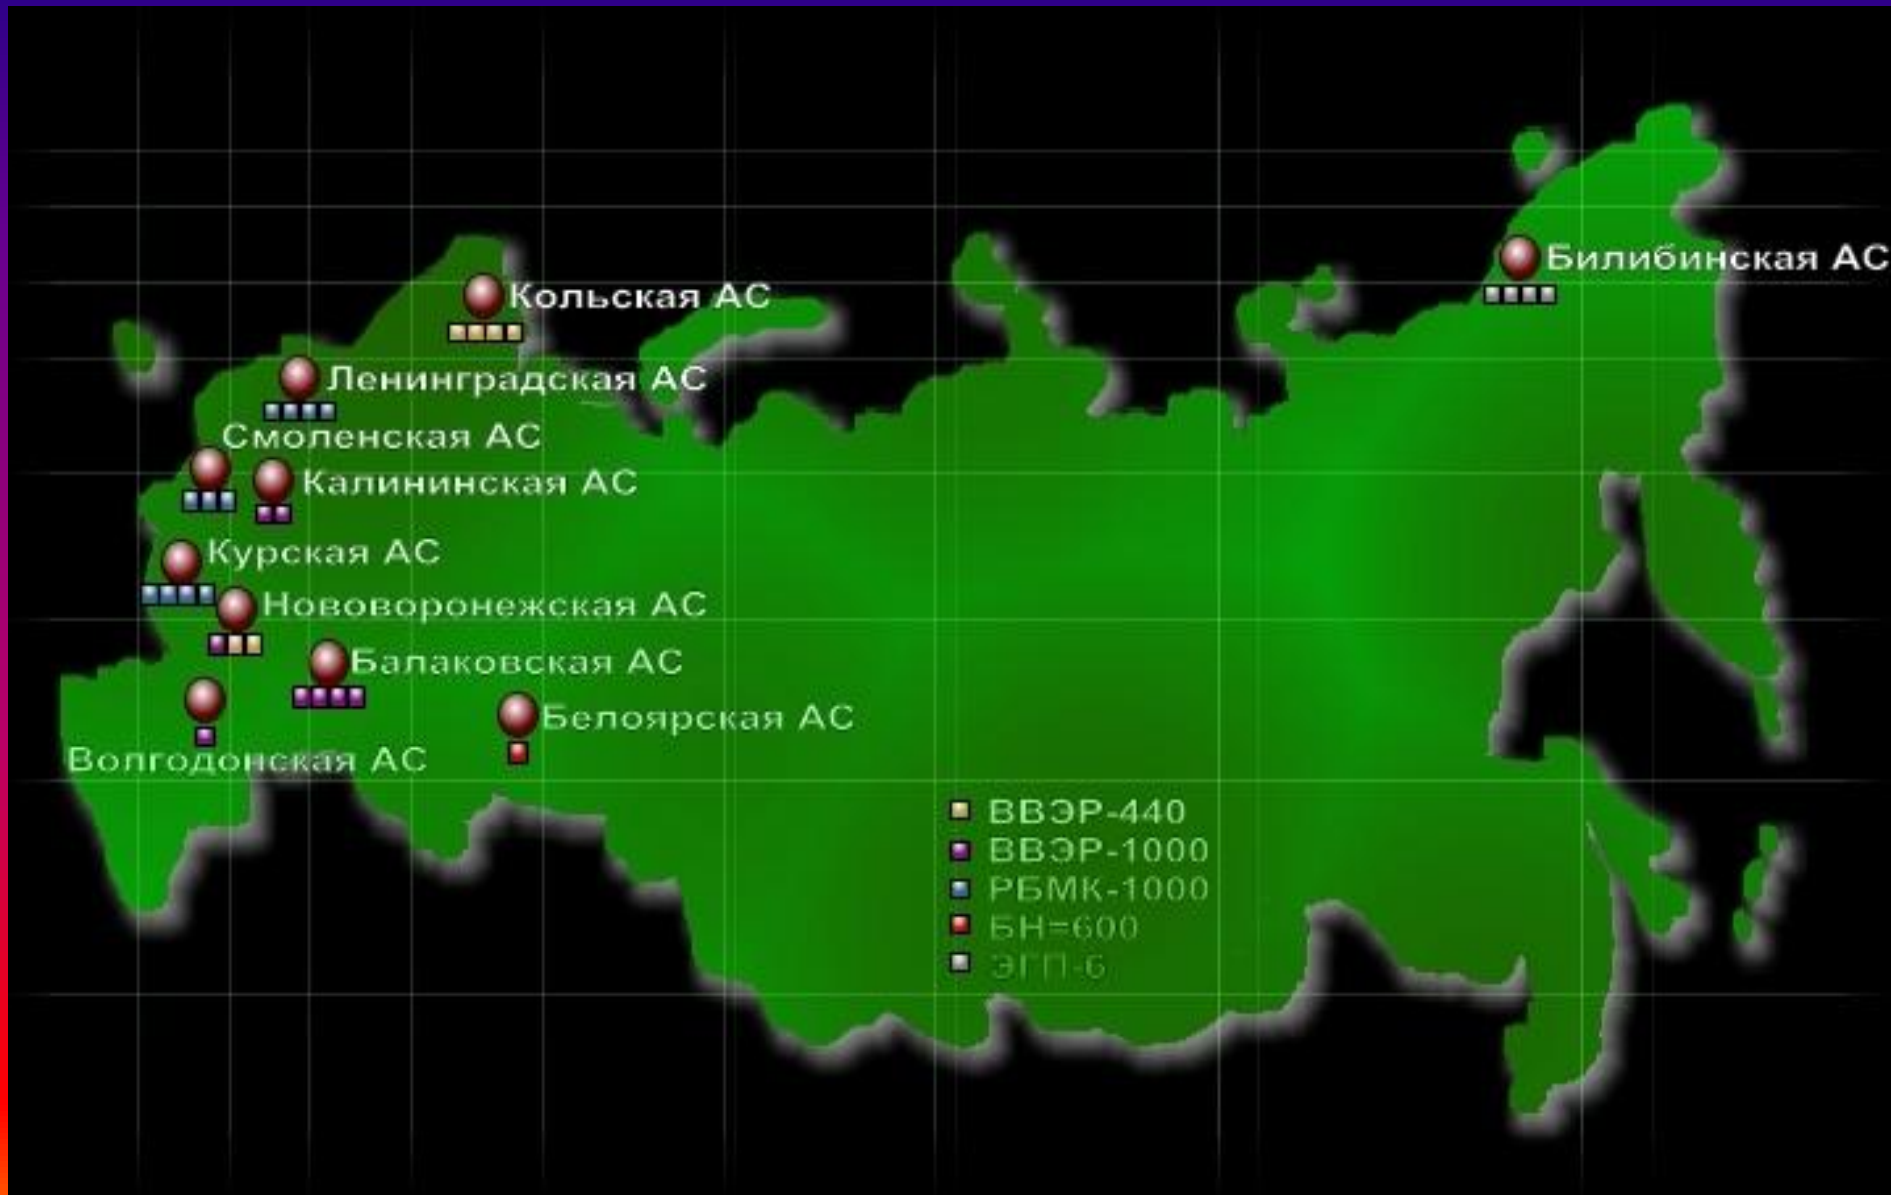 Билибинская АС
Кольская АС
Ленинградская АС
Смоленская АС
Калининская АС
Курская АС
Нововоронежская АС
Балаковская АС
Белоярская АС
Волгодонская АС
ВВЭР-440
ВВЭР-1000
РБМК-1000
БН=600
ЭГП-6